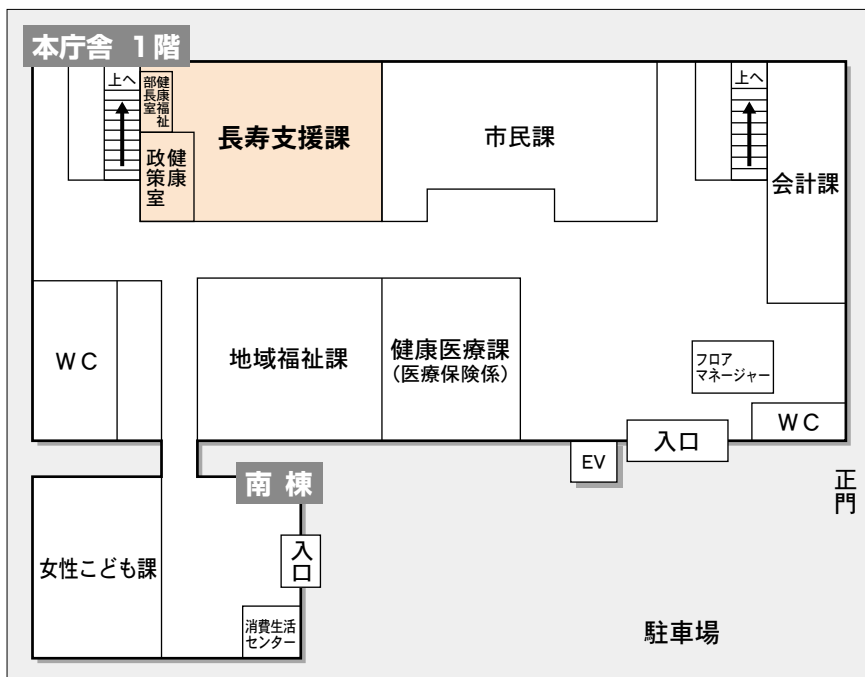 本庁舎 1階
上へ
健康福祉
部長室
健康
政策室
長寿支援課
市民課
上へ
会計課
WC
地域福祉課
健康医療課
（医療保険係）
フロア
マネージャー
WC
入口
EV
正門
南棟
女性こども課
入口
消費生活
センター
駐車場